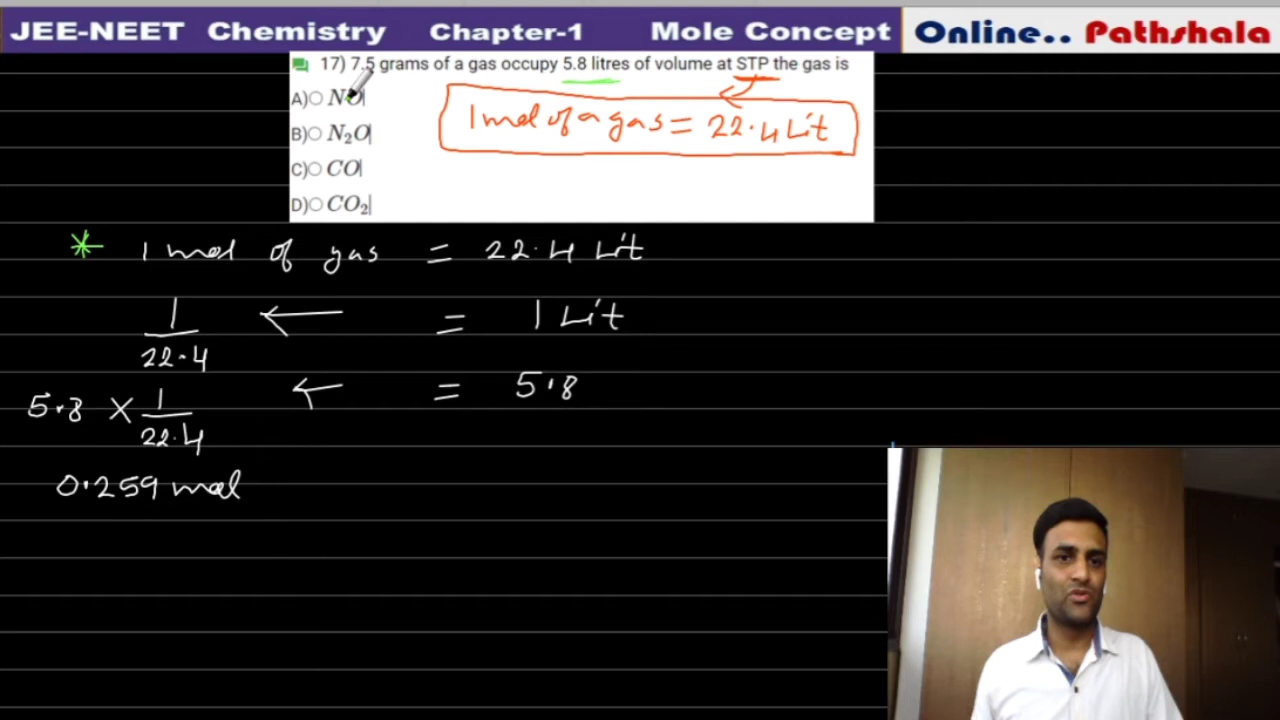 JEE-NEET Chemistry Chapter-1 Mole Concept Online.. Pathshala
17) 7.5 grams of a gas occupy 5.8 litres of volume at STP the gas is
A) NO
B) N₂O
C) CO
D) CO₂
1 mol of a gas = 22.4 Lit
* 1 mol of gas = 22.4 Lit
1/22.4 ← = 1 Lit
5.8 × 1/22.4 ← = 5.8
0.259 mol